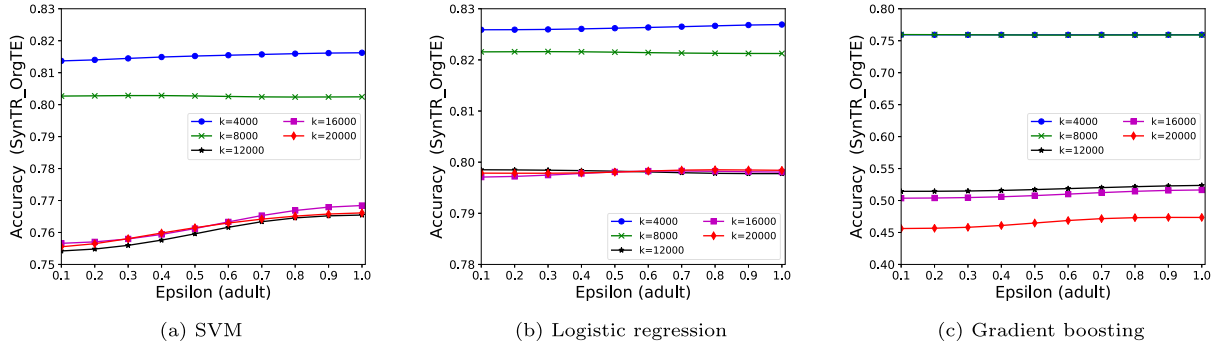 0.83
0.82
0.81
0.80
0.79
0.78
0.77
0.76
0.75
Accuracy (SynTR_OrgTE)
k=4000
k=8000
k=12000
k=16000
k=20000
0.1 0.2 0.3 0.4 0.5 0.6 0.7 0.8 0.9 1.0
Epsilon (adult)
(a) SVM
0.83
0.82
0.81
0.80
0.79
0.78
Accuracy (SynTR_OrgTE)
k=4000
k=8000
k=12000
k=16000
k=20000
0.1 0.2 0.3 0.4 0.5 0.6 0.7 0.8 0.9 1.0
Epsilon (adult)
(b) Logistic regression
0.80
0.75
0.70
0.65
0.60
0.55
0.50
0.45
0.40
Accuracy (SynTR_OrgTE)
k=4000
k=8000
k=12000
k=16000
k=20000
0.1 0.2 0.3 0.4 0.5 0.6 0.7 0.8 0.9 1.0
Epsilon (adult)
(c) Gradient boosting